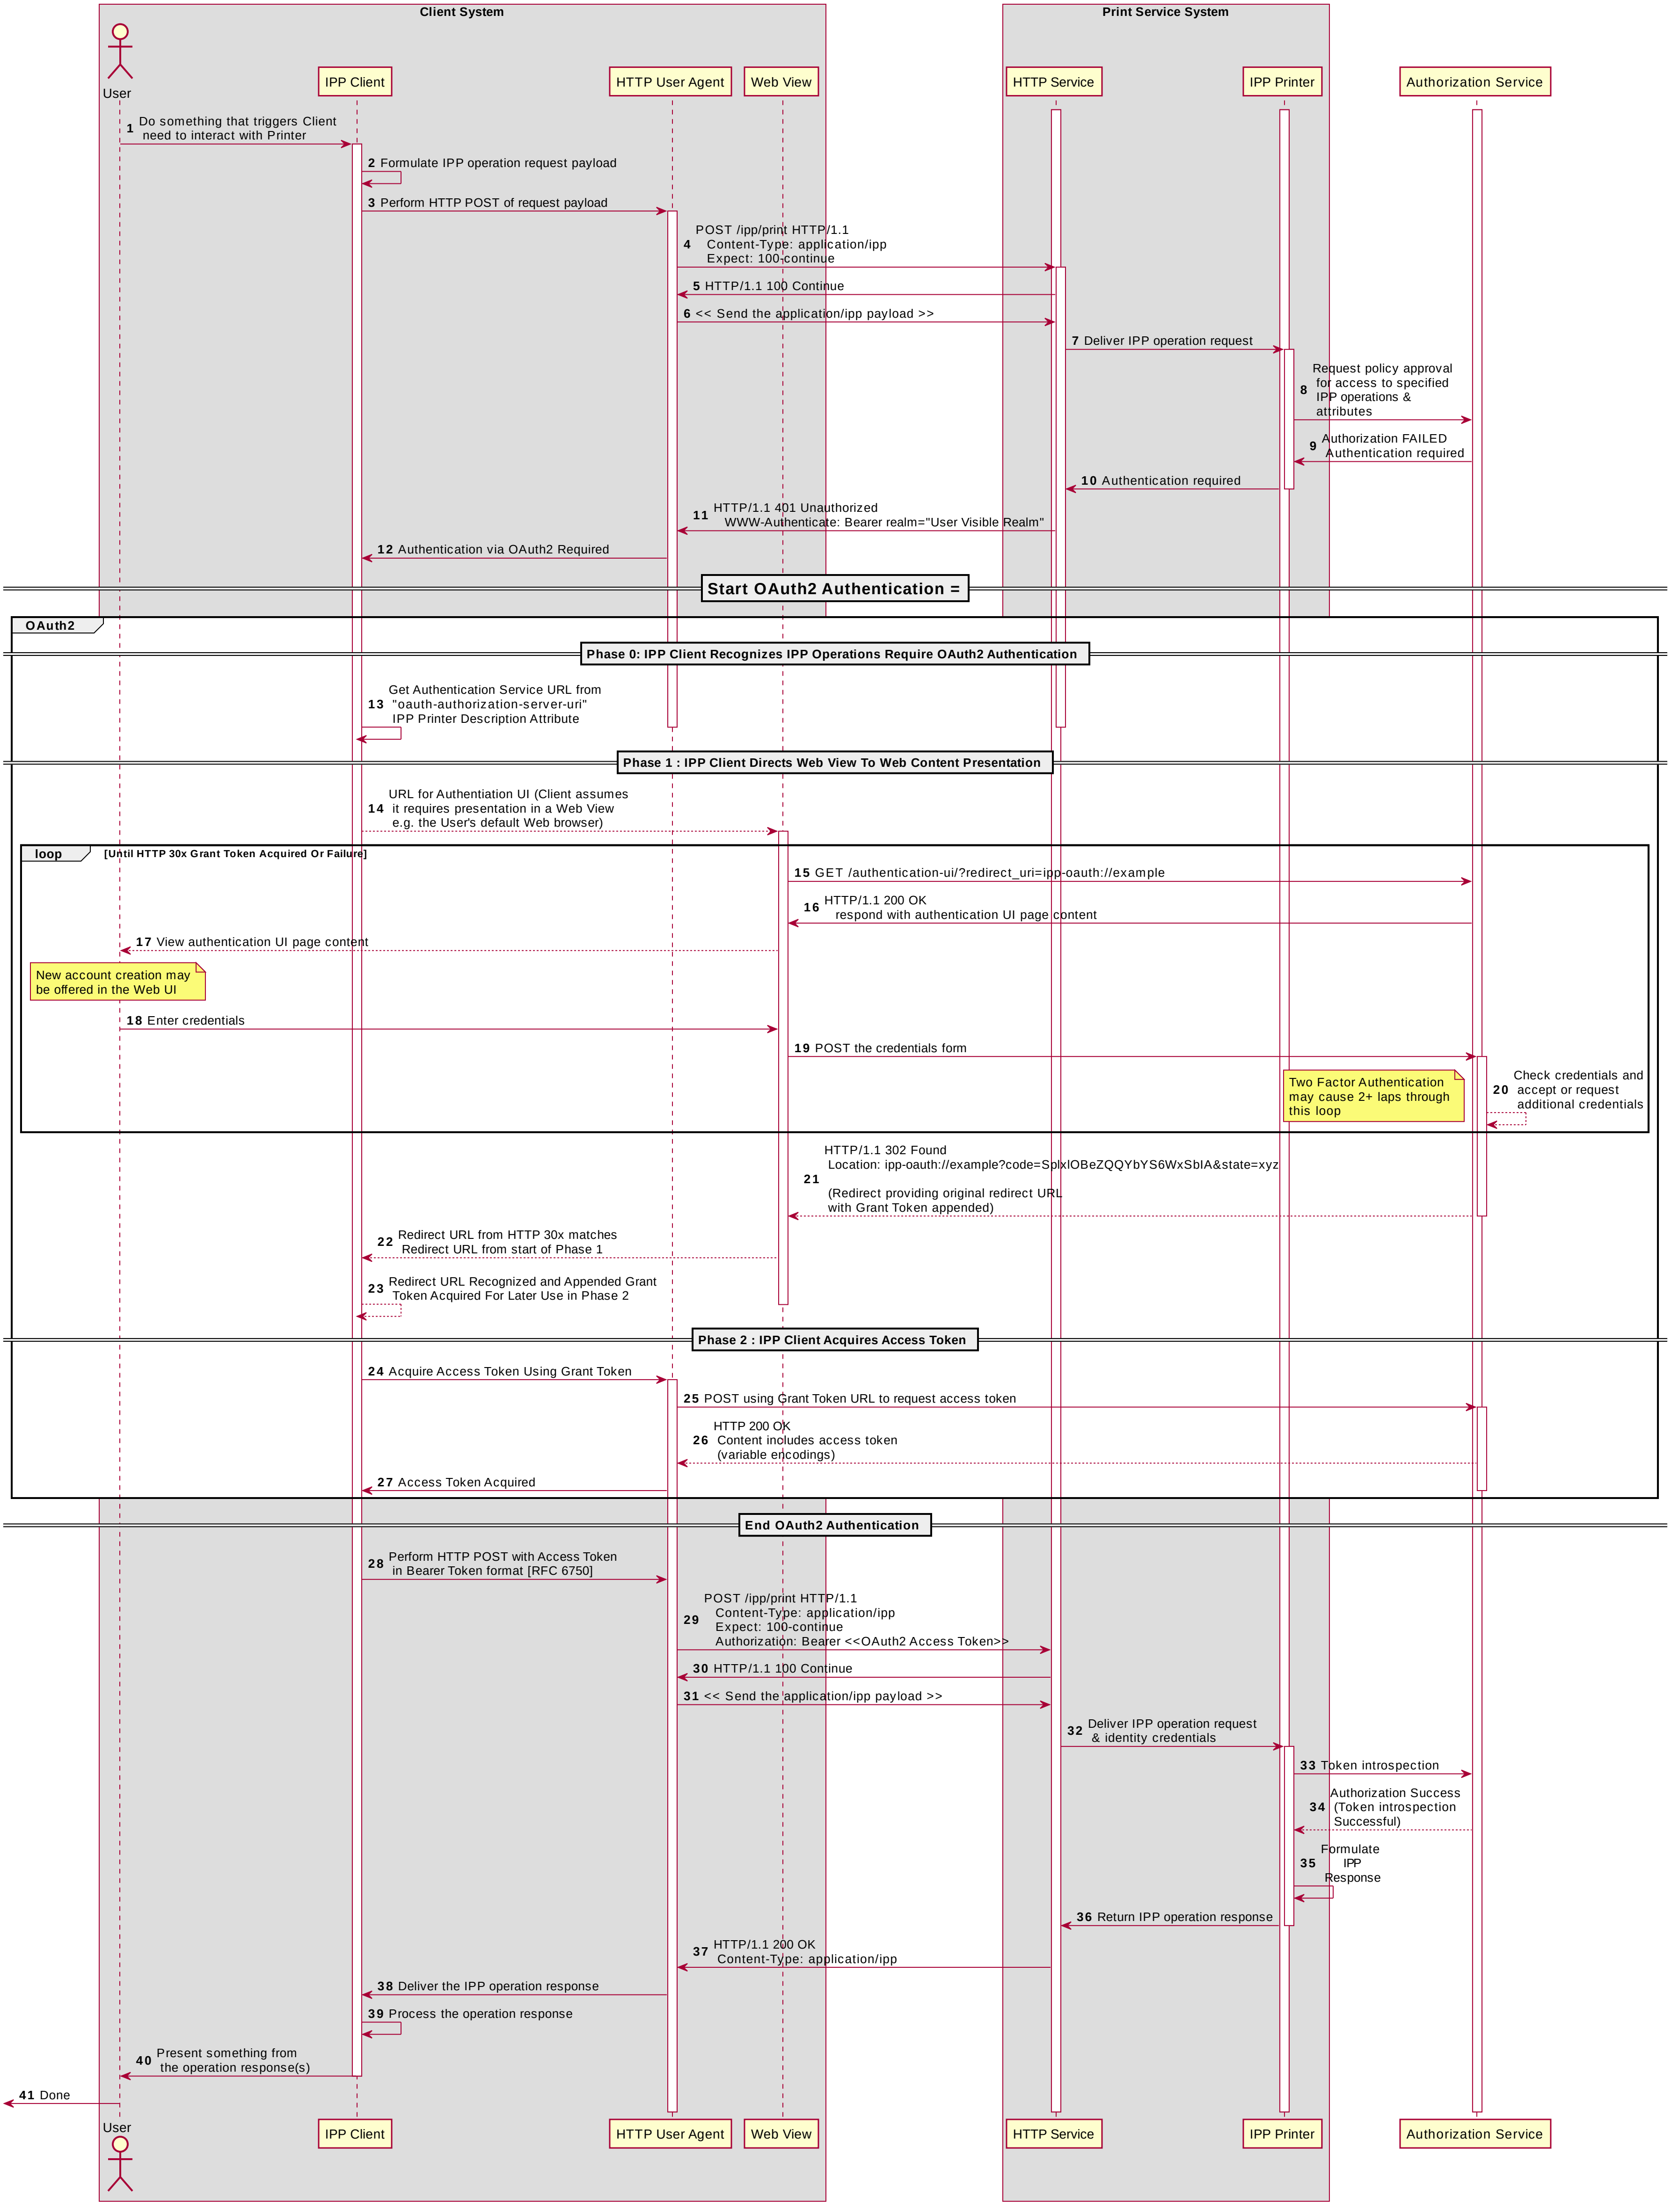 Client System
Print Service System
User
IPP Client
HTTP User Agent
Web View
HTTP Service
IPP Printer
Authorization Service
1 Do something that triggers Client
need to interact with Printer
2 Formulate IPP operation request payload
3 Perform HTTP POST of request payload
POST /ipp/print HTTP/1.1
4 Content-Type: application/ipp
Expect: 100-continue
5 HTTP/1.1 100 Continue
6 << Send the application/ipp payload >>
7 Deliver IPP operation request
Request policy approval
8 for access to specified
IPP operations &
attributes
9 Authorization FAILED
Authentication required
10 Authentication required
11 HTTP/1.1 401 Unauthorized
WWW-Authenticate: Bearer realm="User Visible Realm"
12 Authentication via OAuth2 Required
Start OAuth2 Authentication =
OAuth2
Phase 0: IPP Client Recognizes IPP Operations Require OAuth2 Authentication
Get Authentication Service URL from
13 "oauth-authorization-server-uri"
IPP Printer Description Attribute
Phase 1 : IPP Client Directs Web View To Web Content Presentation
URL for Authentiation UI (Client assumes
14 it requires presentation in a Web View
e.g. the User's default Web browser)
loop [Until HTTP 30x Grant Token Acquired Or Failure]
15 GET /authentication-ui/?redirect_uri=ipp-oauth://example
16 HTTP/1.1 200 OK
respond with authentication UI page content
17 View authentication UI page content
New account creation may
be offered in the Web UI
18 Enter credentials
19 POST the credentials form
Two Factor Authentication
may cause 2+ laps through
this loop
Check credentials and
20 accept or request
additional credentials
HTTP/1.1 302 Found
Location: ipp-oauth://example?code=SplxlOBeZQQYbYS6WxSbIA&state=xyz
21
(Redirect providing original redirect URL
with Grant Token appended)
22 Redirect URL from HTTP 30x matches
Redirect URL from start of Phase 1
23 Redirect URL Recognized and Appended Grant
Token Acquired For Later Use in Phase 2
Phase 2 : IPP Client Acquires Access Token
24 Acquire Access Token Using Grant Token
25 POST using Grant Token URL to request access token
HTTP 200 OK
26 Content includes access token
(variable encodings)
27 Access Token Acquired
End OAuth2 Authentication
28 Perform HTTP POST with Access Token
in Bearer Token format [RFC 6750]
POST /ipp/print HTTP/1.1
Content-Type: application/ipp
29 Expect: 100-continue
Authorization: Bearer <<OAuth2 Access Token>>
30 HTTP/1.1 100 Continue
31 << Send the application/ipp payload >>
32 Deliver IPP operation request
& identity credentials
33 Token introspection
Authorization Success
34 (Token introspection
Successful)
Formulate
35 IPP
Response
36 Return IPP operation response
37 HTTP/1.1 200 OK
Content-Type: application/ipp
38 Deliver the IPP operation response
39 Process the operation response
40 Present something from
the operation response(s)
41 Done
User
IPP Client
HTTP User Agent
Web View
HTTP Service
IPP Printer
Authorization Service